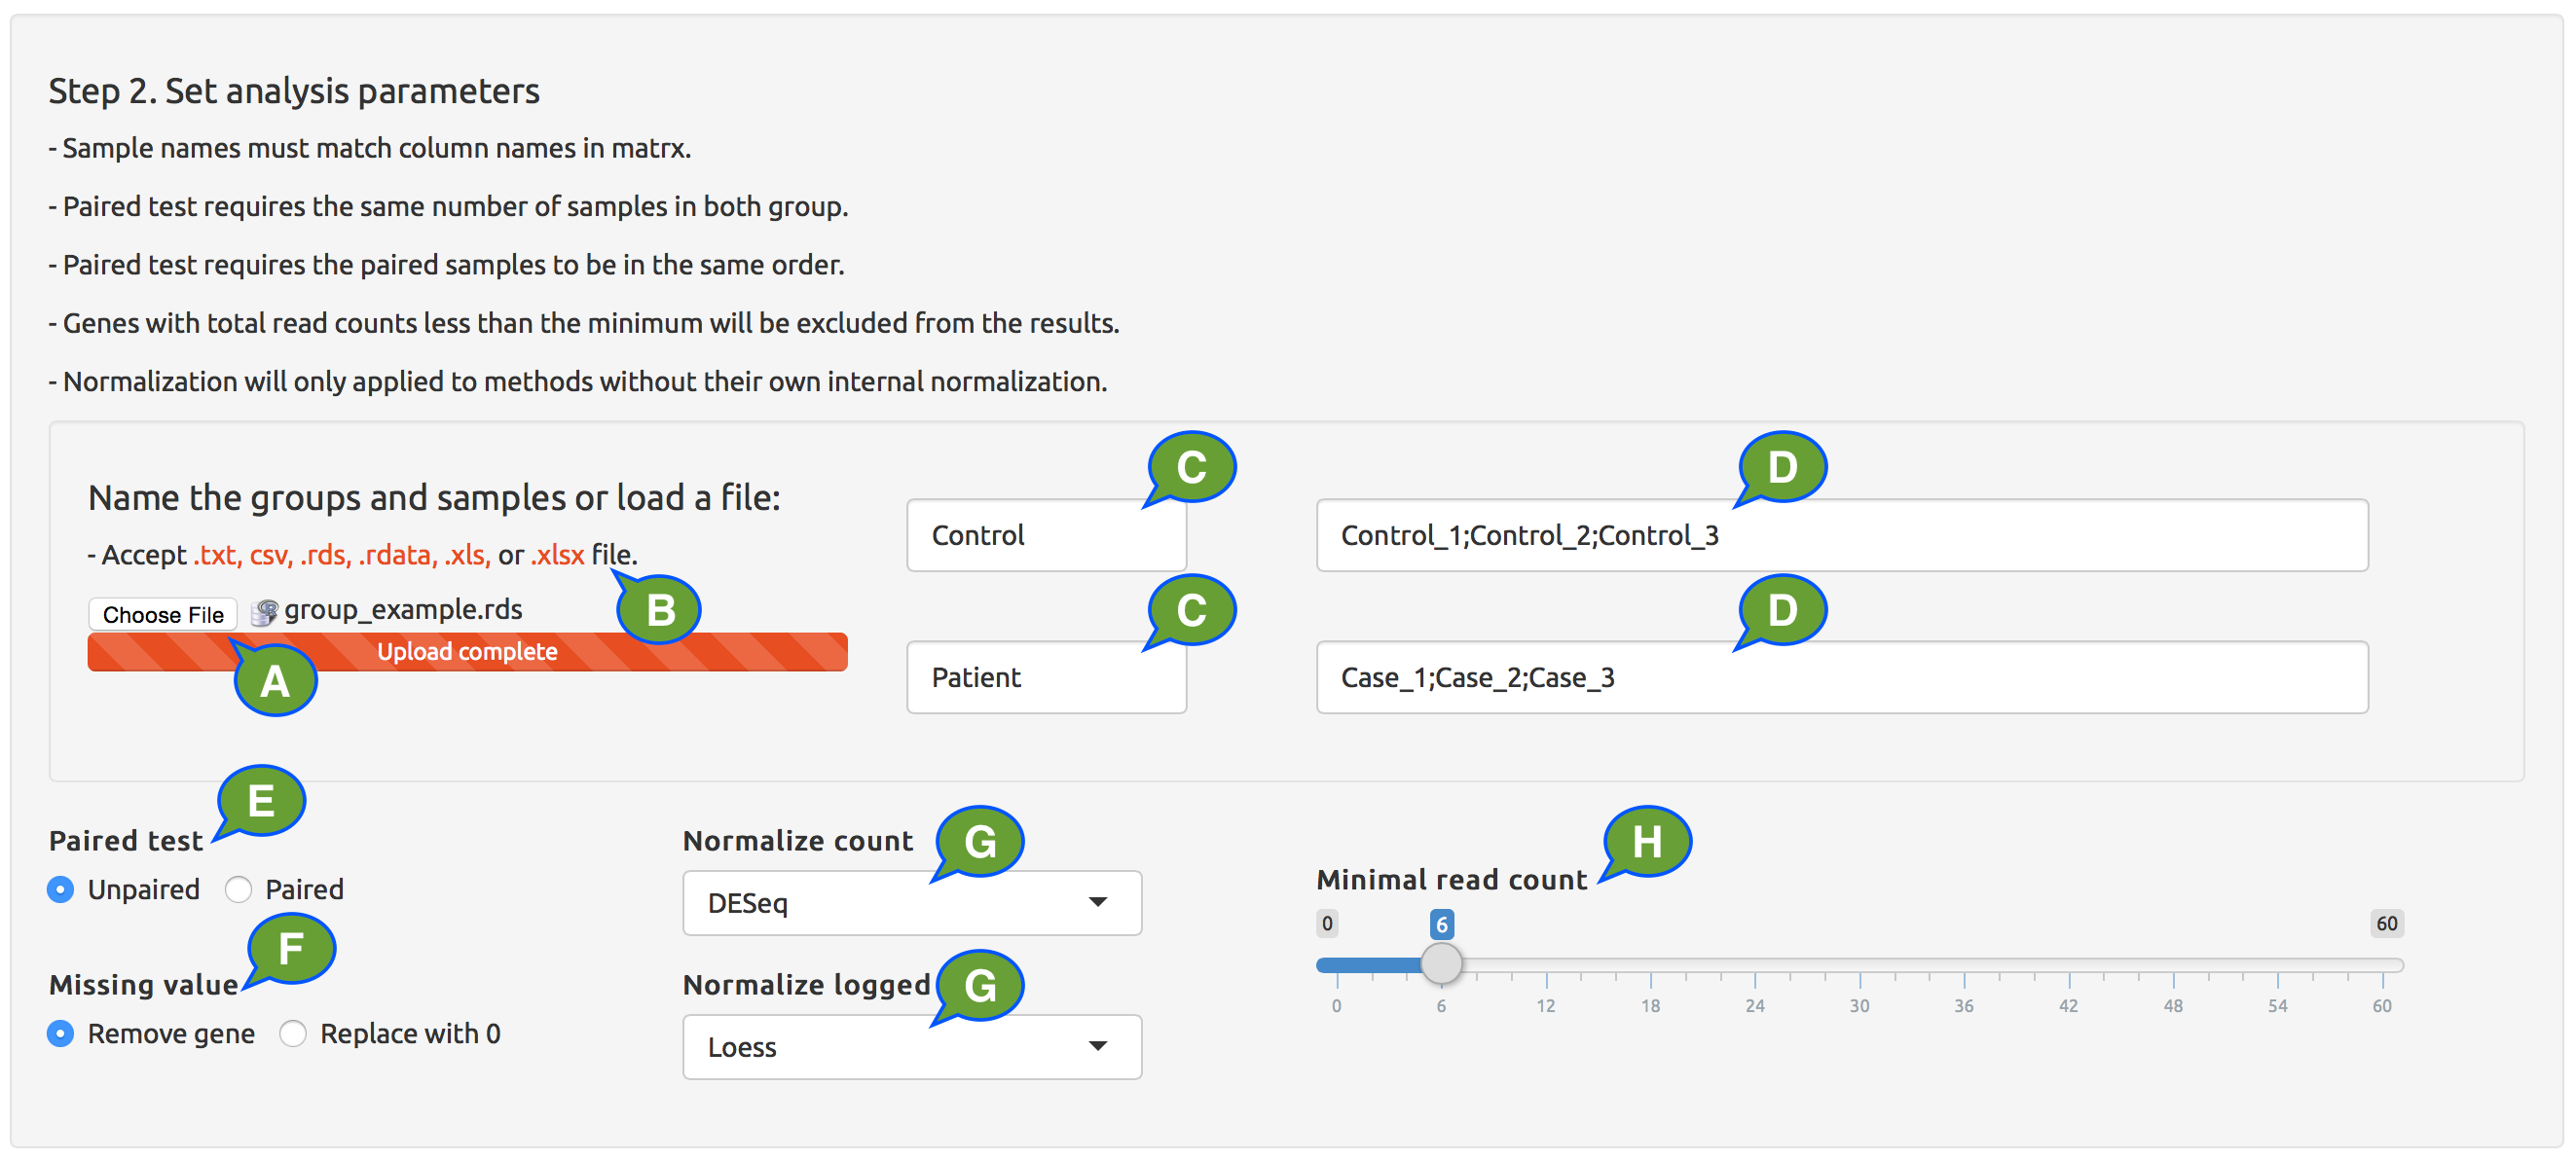 Step 2. Set analysis parameters
- Sample names must match column names in matrx.
- Paired test requires the same number of samples in both group.
- Paired test requires the paired samples to be in the same order.
- Genes with total read counts less than the minimum will be excluded from the results.
- Normalization will only applied to methods without their own internal normalization.
Name the groups and samples or load a file:
- Accept .txt, csv, .rds, .rdata, .xls, or .xlsx file.
B
Choose File group_example.rds
Upload complete
A
C
Control
D
Control_1;Control_2;Control_3
C
Patient
D
Case_1;Case_2;Case_3
E
Paired test
Unpaired Paired
F
Missing value
Remove gene Replace with 0
G
Normalize count
DESeq
G
Normalize logged
Loess
H
Minimal read count
0 6 60
0 6 12 18 24 30 36 42 48 54 60